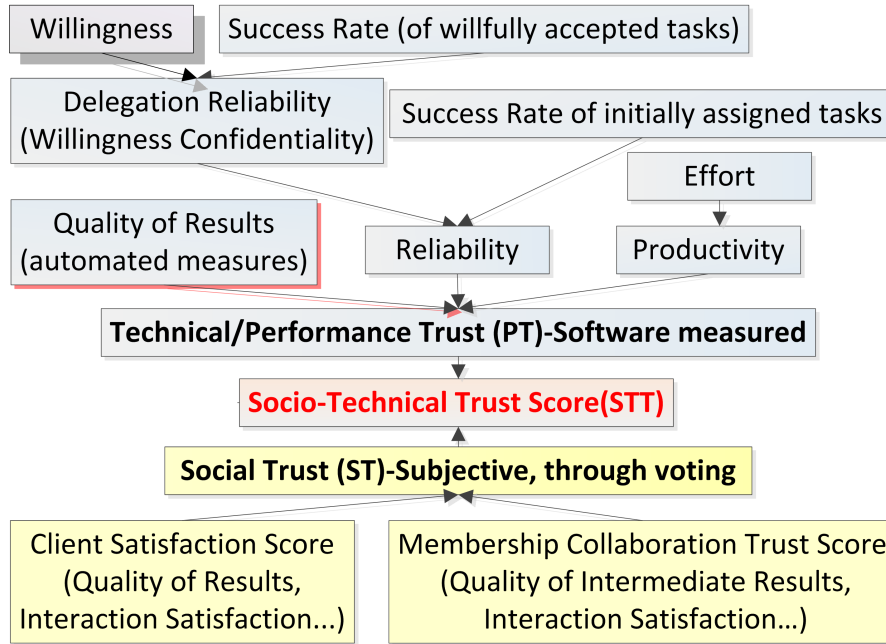 Willingness
Success Rate (of willfully accepted tasks)
Delegation Reliability
(Willingness Confidentiality)
Success Rate of initially assigned tasks
Effort
Quality of Results
(automated measures)
Reliability
Productivity
Technical/Performance Trust (PT)-Software measured
Socio-Technical Trust Score(STT)
Social Trust (ST)-Subjective, through voting
Client Satisfaction Score
(Quality of Results,
Interaction Satisfaction...)
Membership Collaboration Trust Score
(Quality of Intermediate Results,
Interaction Satisfaction…)